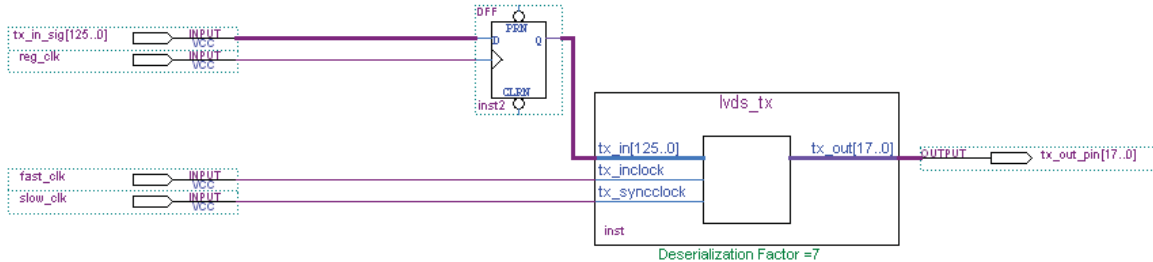 DFF
tx_in_sig[125..0] INPUT VCC
PRN
D Q
reg_clk INPUT VCC
CLRN
inst2
lvds_tx
tx_in[125..0] tx_out[17..0] OUTPUT tx_out_pin[17..0]
fast_clk INPUT VCC tx_inclock
slow_clk INPUT VCC tx_syncclock
inst
Deserialization Factor =7